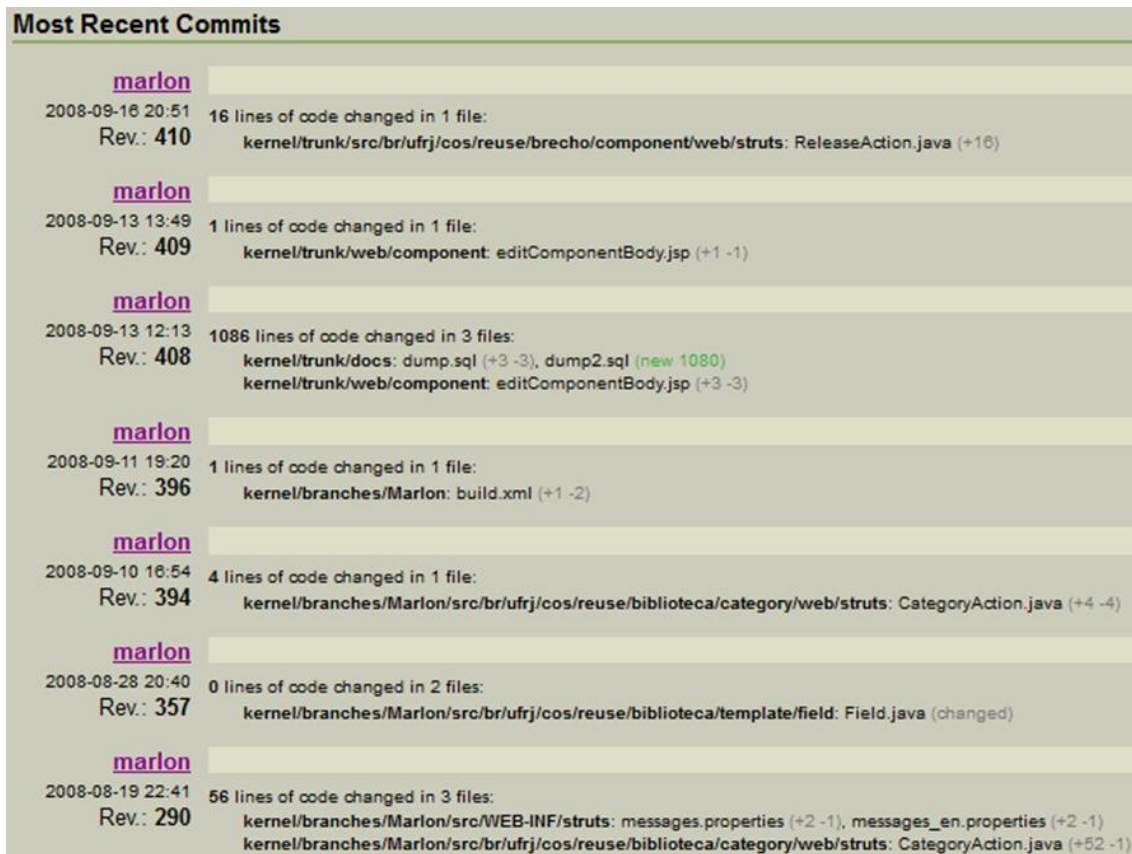 Most Recent Commits
marlon
2008-09-16 20:51
Rev.: 410
16 lines of code changed in 1 file:
kernel/trunk/src/br/ufrj/cos/reuse/brecho/component/web/struts: ReleaseAction.java (+16)
marlon
2008-09-13 13:49
Rev.: 409
1 lines of code changed in 1 file:
kernel/trunk/web/component: editComponentBody.jsp (+1 -1)
marlon
2008-09-13 12:13
Rev.: 408
1086 lines of code changed in 3 files:
kernel/trunk/docs: dump.sql (+3 -3), dump2.sql (new 1080)
kernel/trunk/web/component: editComponentBody.jsp (+3 -3)
marlon
2008-09-11 19:20
Rev.: 396
1 lines of code changed in 1 file:
kernel/branches/Marlon: build.xml (+1 -2)
marlon
2008-09-10 16:54
Rev.: 394
4 lines of code changed in 1 file:
kernel/branches/Marlon/src/br/ufrj/cos/reuse/biblioteca/category/web/struts: CategoryAction.java (+4 -4)
marlon
2008-08-28 20:40
Rev.: 357
0 lines of code changed in 2 files:
kernel/branches/Marlon/src/br/ufrj/cos/reuse/biblioteca/template/field: Field.java (changed)
marlon
2008-08-19 22:41
Rev.: 290
56 lines of code changed in 3 files:
kernel/branches/Marlon/src/WEB-INF/struts: messages.properties (+2 -1), messages_en.properties (+2 -1)
kernel/branches/Marlon/src/br/ufrj/cos/reuse/biblioteca/category/web/struts: CategoryAction.java (+52 -1)